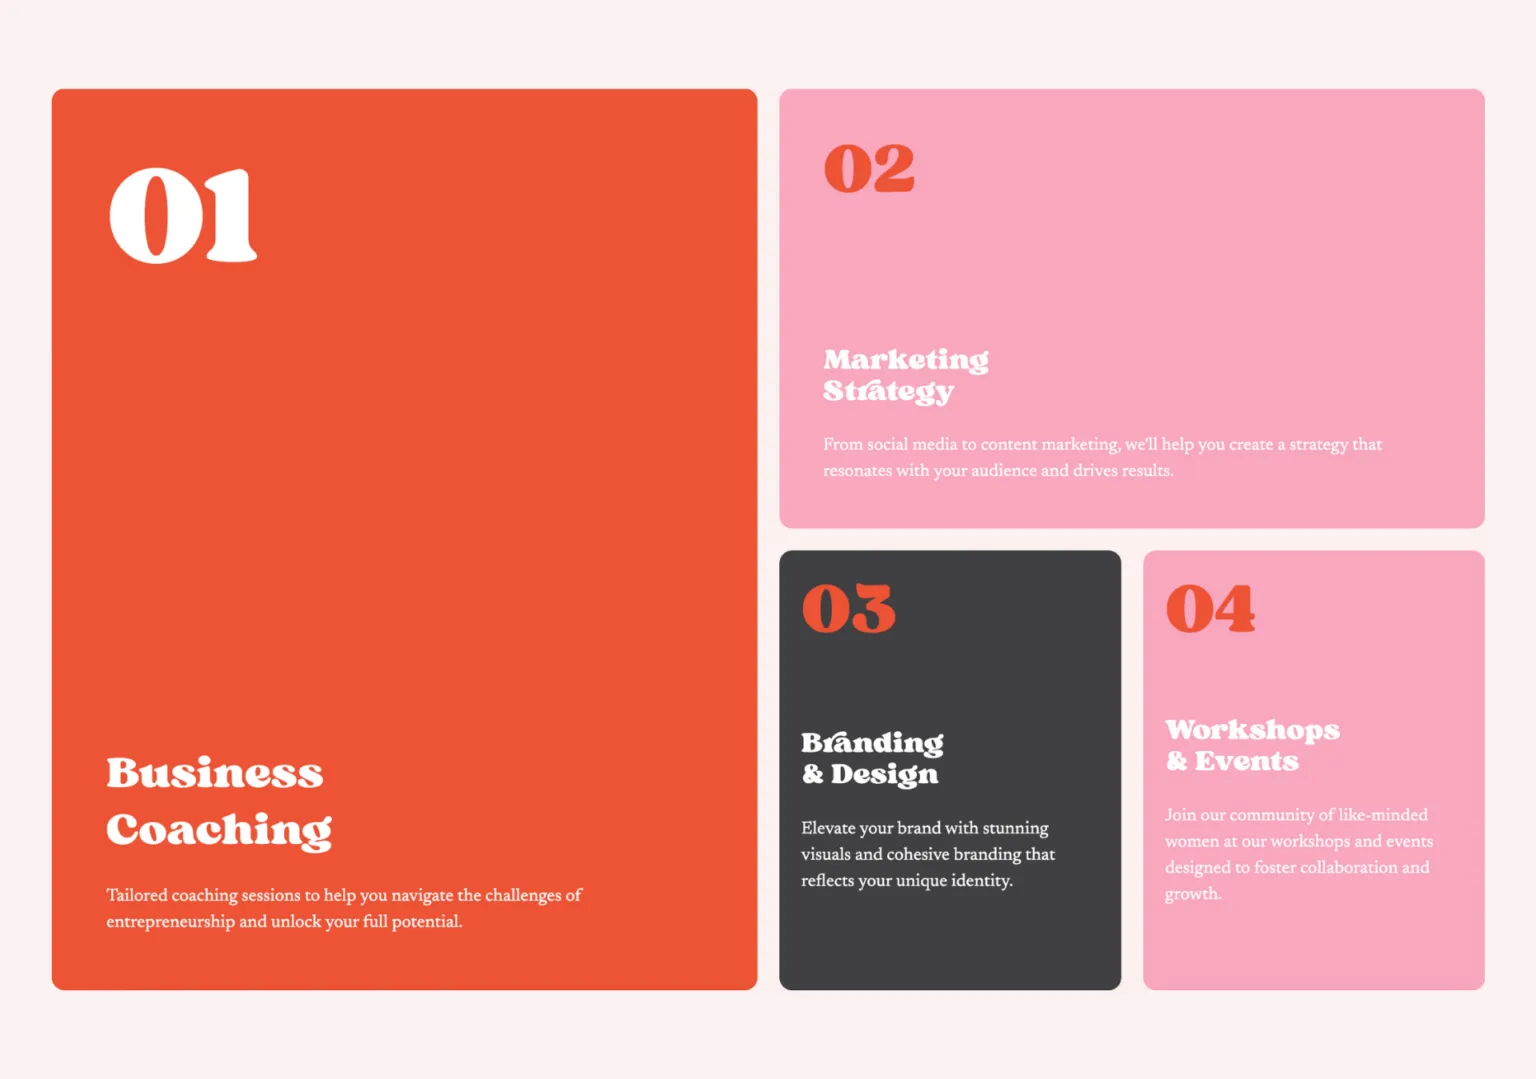 01
Business
Coaching
Tailored coaching sessions to help you navigate the challenges of
entrepreneurship and unlock your full potential.
02
Marketing
Strategy
From social media to content marketing, we'll help you create a strategy that
resonates with your audience and drives results.
03
Branding
& Design
Elevate your brand with stunning
visuals and cohesive branding that
reflects your unique identity.
04
Workshops
& Events
Join our community of like-minded
women at our workshops and events
designed to foster collaboration and
growth.